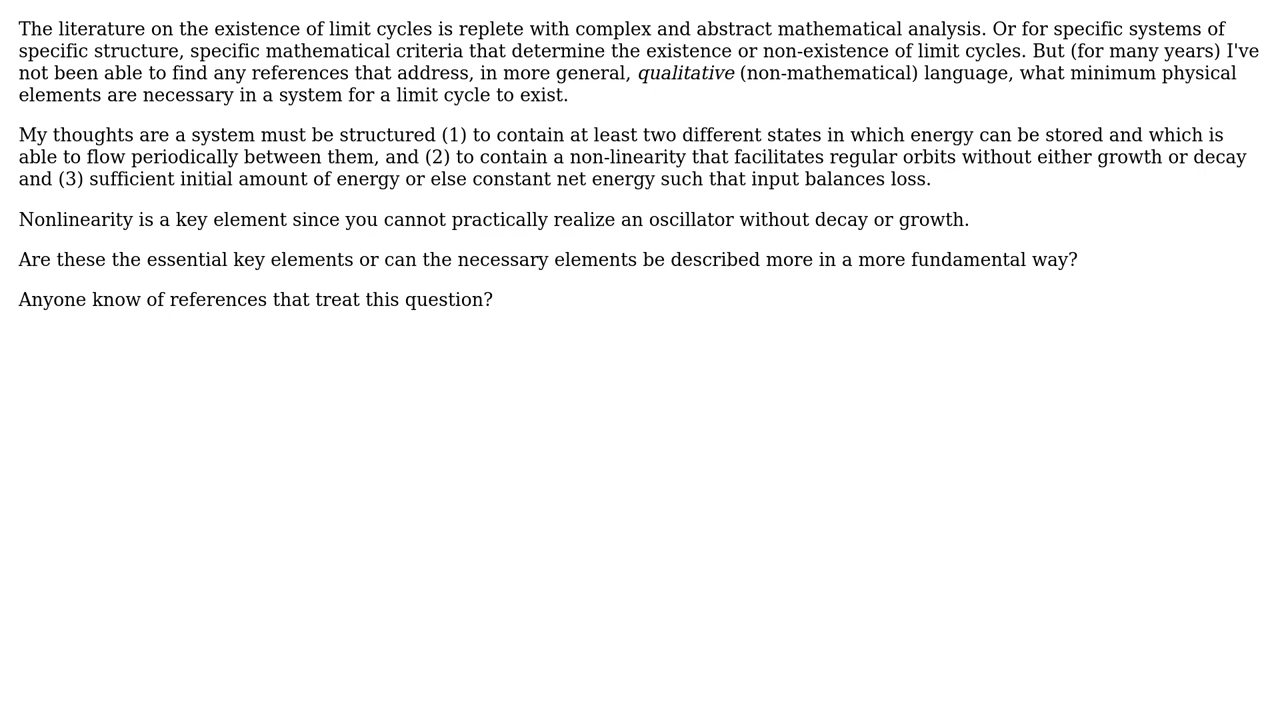 The literature on the existence of limit cycles is replete with complex and abstract mathematical analysis. Or for specific systems of
specific structure, specific mathematical criteria that determine the existence or non-existence of limit cycles. But (for many years) I've
not been able to find any references that address, in more general, qualitative (non-mathematical) language, what minimum physical
elements are necessary in a system for a limit cycle to exist.
My thoughts are a system must be structured (1) to contain at least two different states in which energy can be stored and which is
able to flow periodically between them, and (2) to contain a non-linearity that facilitates regular orbits without either growth or decay
and (3) sufficient initial amount of energy or else constant net energy such that input balances loss.
Nonlinearity is a key element since you cannot practically realize an oscillator without decay or growth.
Are these the essential key elements or can the necessary elements be described more in a more fundamental way?
Anyone know of references that treat this question?